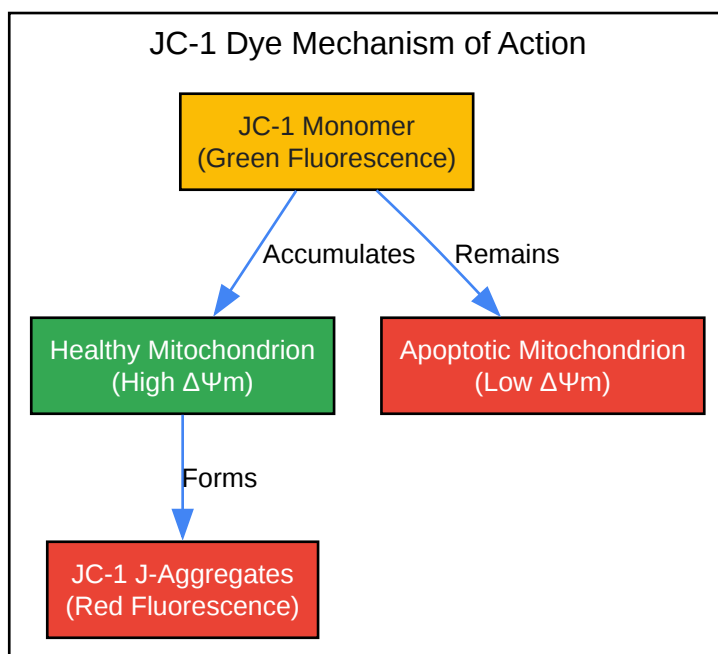 JC-1 Dye Mechanism of Action
JC-1 Monomer
(Green Fluorescence)
Accumulates
Remains
Healthy Mitochondrion
(High ΔΨm)
Apoptotic Mitochondrion
(Low ΔΨm)
Forms
JC-1 J-Aggregates
(Red Fluorescence)